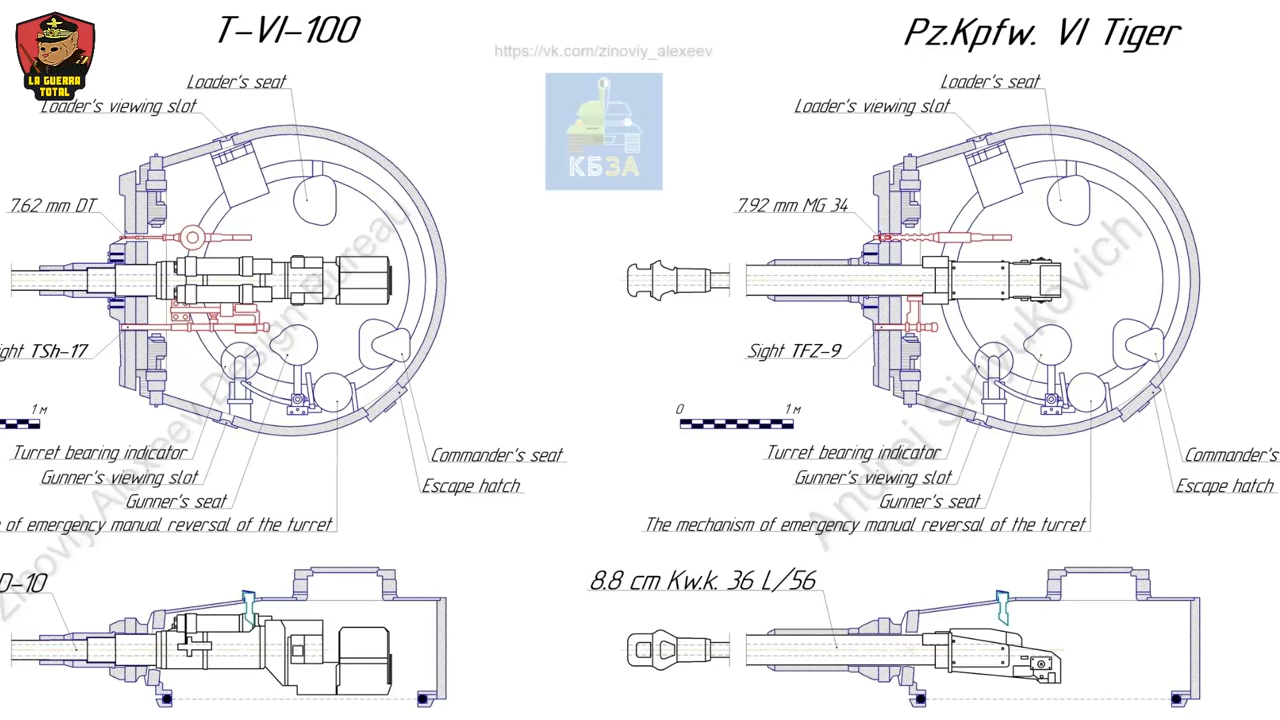 T-VI-100
Pz.Kpfw. VI Tiger
https://vk.com/zinoviy_alexeev
LA GUERRA
TOTAL
Loader's seat
Loader's viewing slot
Loader's seat
Loader's viewing slot
КБЗА
7.62 mm DT
7.92 mm MG 34
ight TSh-17
Sight TFZ-9
1 м
0
1 м
Turret bearing indicator
Gunner's viewing slot
Gunner's seat
Commander's seat
Escape hatch
of emergency manual reversal of the turret
Turret bearing indicator
Gunner's viewing slot
Gunner's seat
Commander's
Escape hatch
The mechanism of emergency manual reversal of the turret
D-10
8.8 cm Kw.k. 36 L/56
Zinoviy Alexeev Design Bureau
Andrei Sinyukovich